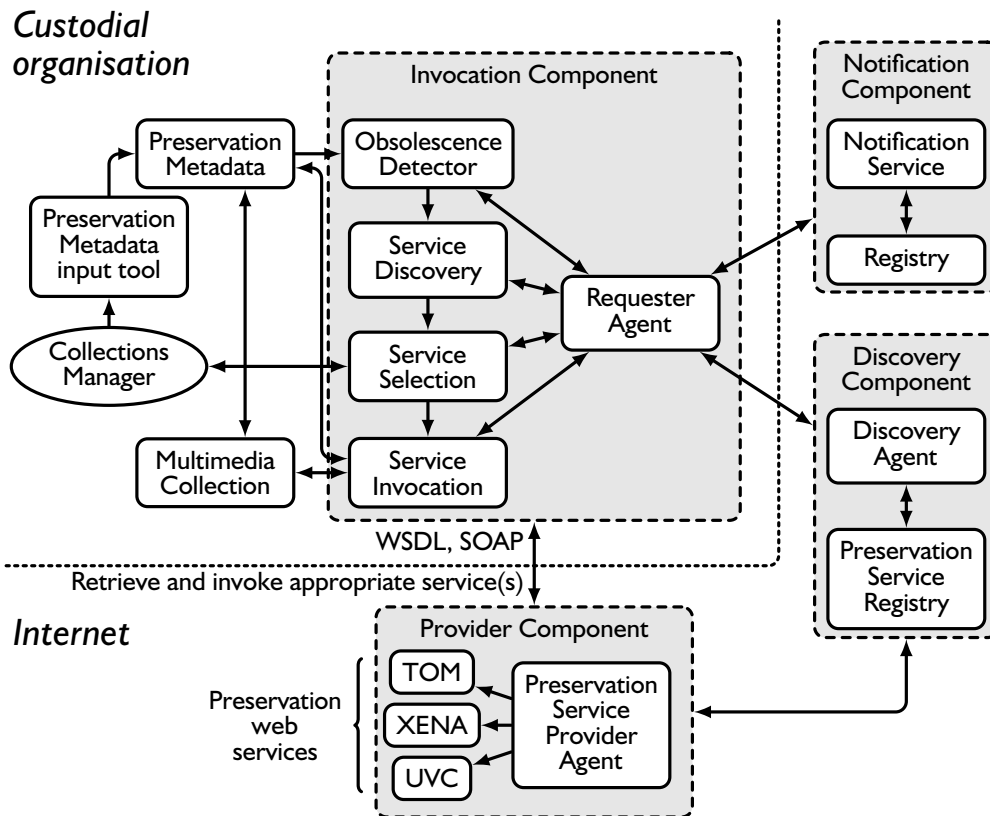 Custodial
organisation
Invocation Component
Notification
Component
Preservation
Metadata
Obsolescence
Detector
Notification
Service
Preservation
Metadata
input tool
Service
Discovery
Requester
Agent
Registry
Collections
Manager
Service
Selection
Discovery
Component
Multimedia
Collection
Service
Invocation
Discovery
Agent
WSDL, SOAP
Retrieve and invoke appropriate service(s)
Preservation
Service
Registry
Internet
Provider Component
Preservation
web
services
TOM
XENA
UVC
Preservation
Service
Provider
Agent